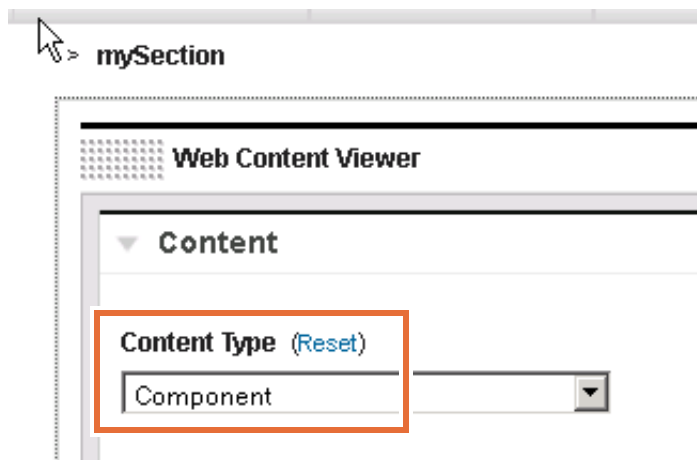 > mySection
Web Content Viewer
Content
Content Type (Reset)
Component